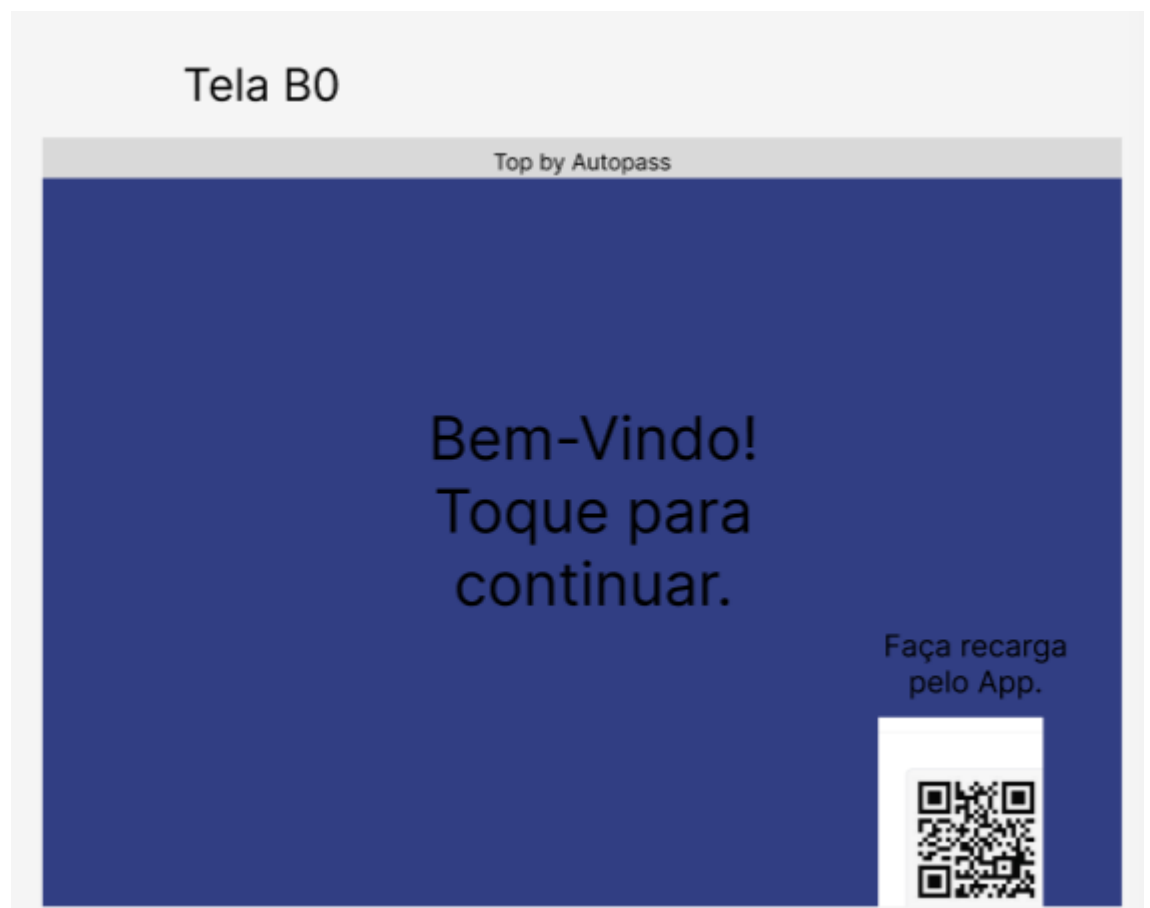 Tela B0
Top by Autopass
Bem-Vindo!
Toque para
continuar.
Faça recarga
pelo App.